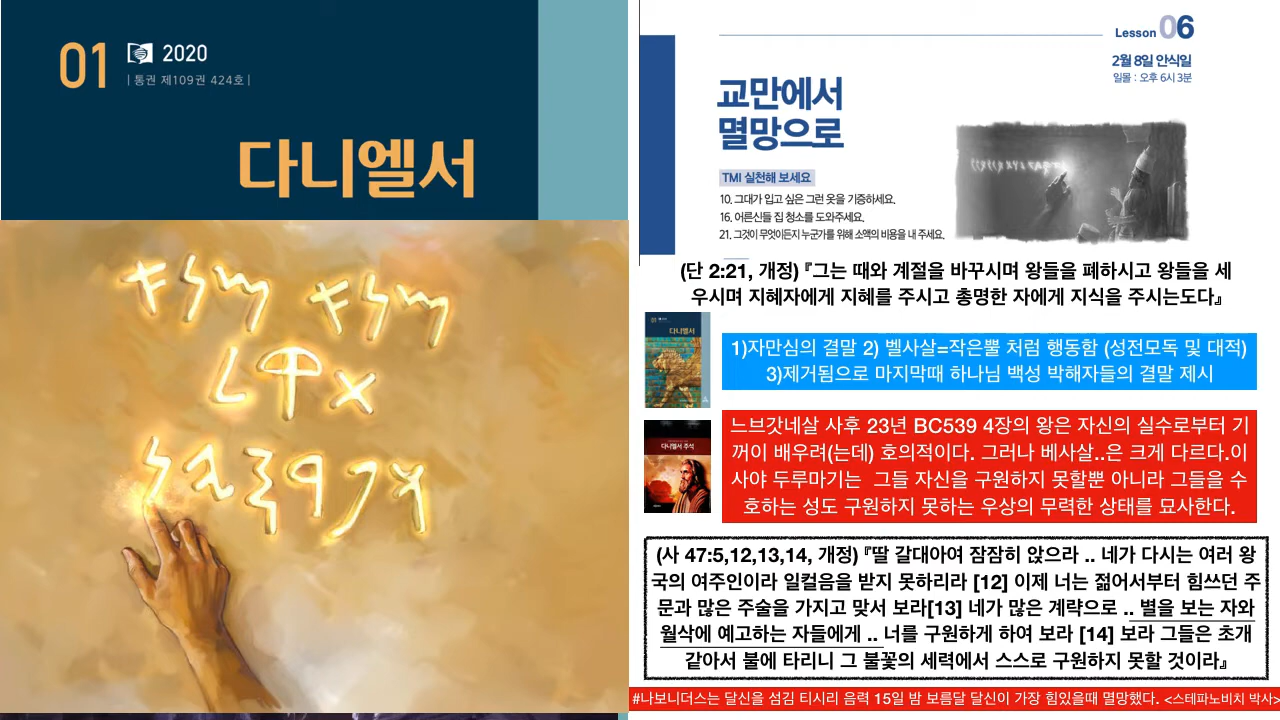 01 2020
| 통권 제109권 424호 |
다니엘서
Lesson 06
2월 8일 안식일
일몰 : 오후 6시 3분
교만에서
멸망으로
TMI 실천해 보세요
10. 그대가 입고 싶은 그런 옷을 기증하세요.
16. 어른신들 집 청소를 도와주세요.
21. 그것이 무엇이든지 누군가를 위해 소액의 비용을 내 주세요.
(단 2:21, 개정) 『그는 때와 계절을 바꾸시며 왕들을 폐하시고 왕들을 세
우시며 지혜자에게 지혜를 주시고 총명한 자에게 지식을 주시는도다』
01
다니엘서
1)자만심의 결말 2) 벨사살=작은뿔 처럼 행동함 (성전모독 및 대적)
3)제거됨으로 마지막때 하나님 백성 박해자들의 결말 제시
다니엘서 주석
느브갓네살 사후 23년 BC539 4장의 왕은 자신의 실수로부터 기
꺼이 배우려(는데) 호의적이다. 그러나 베사살..은 크게 다르다.이
사야 두루마기는 그들 자신을 구원하지 못할뿐 아니라 그들을 수
호하는 성도 구원하지 못하는 우상의 무력한 상태를 묘사한다.
(사 47:5,12,13,14, 개정) 『딸 갈대아여 잠잠히 앉으라 .. 네가 다시는 여러 왕
국의 여주인이라 일컬음을 받지 못하리라 [12] 이제 너는 젊어서부터 힘쓰던 주
문과 많은 주술을 가지고 맞서 보라[13] 네가 많은 계략으로 .. 별을 보는 자와
월삭에 예고하는 자들에게 .. 너를 구원하게 하여 보라 [14] 보라 그들은 초개
같아서 불에 타리니 그 불꽃의 세력에서 스스로 구원하지 못할 것이라』
#나보니더스는 달신을 섬김 티시리 음력 15일 밤 보름달 달신이 가장 힘있을때 멸망했다. <스테파노비치 박사>